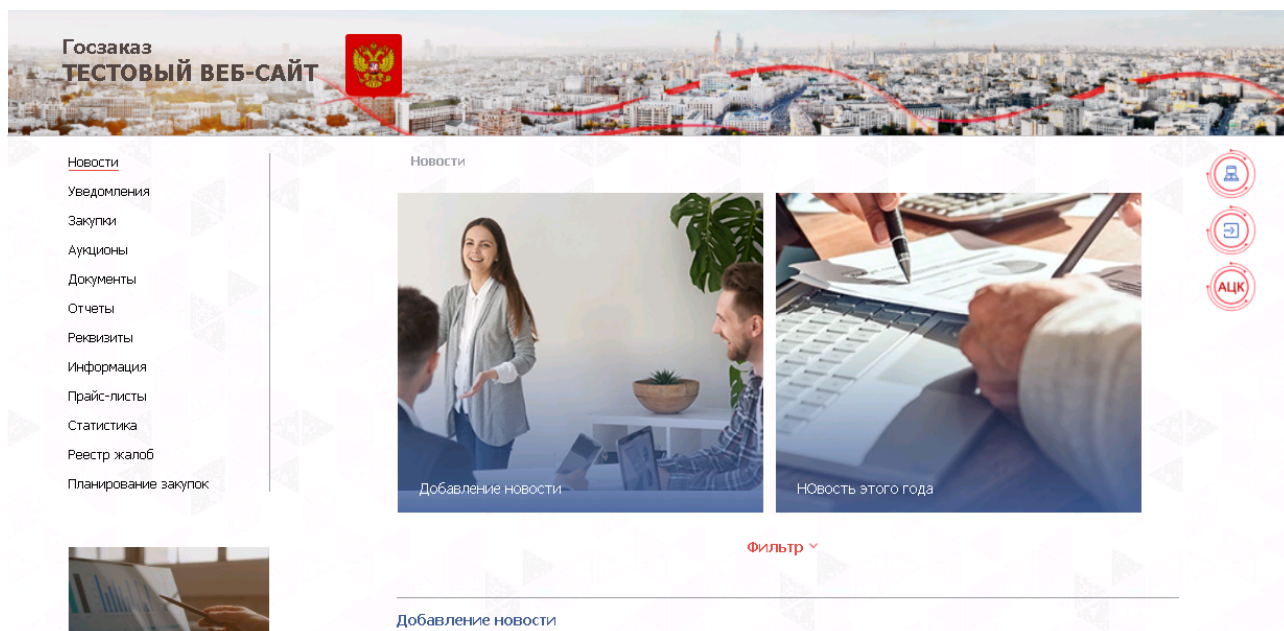 Госзаказ
ТЕСТОВЫЙ ВЕБ-САЙТ
Новости
Уведомления
Закупки
Аукционы
Документы
Отчеты
Реквизиты
Информация
Прайс-листы
Статистика
Реестр жалоб
Планирование закупок
Новости
Добавление новости
НОвость этого года
АЦК
Фильтр
Добавление новости